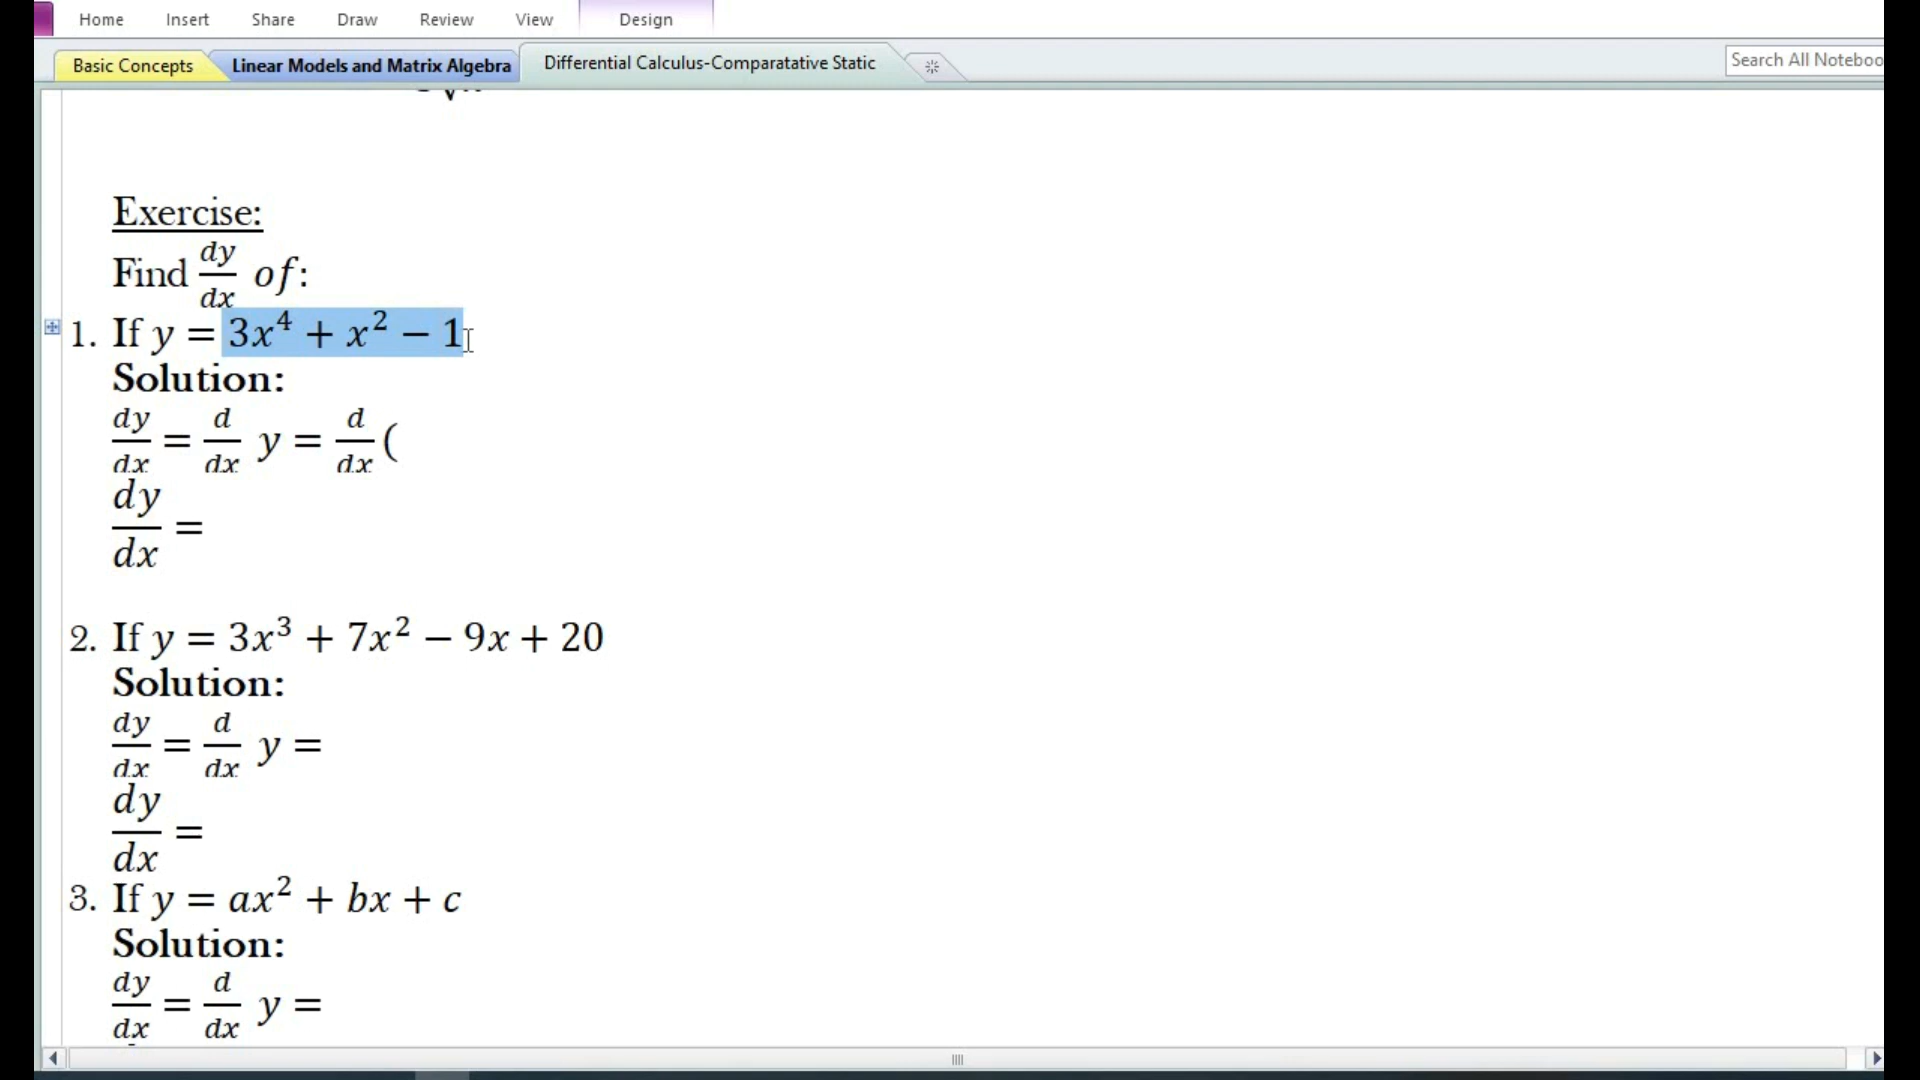 Home Insert Share Draw Review View Design
Basic Concepts Linear Models and Matrix Algebra Differential Calculus-Comparatative Static Search All Noteboo
Exercise:
Find dy/dx of:
1. If y = 3x⁴ + x² − 1
Solution:
dy/dx = d/dx y = d/dx (
dy/dx =
2. If y = 3x³ + 7x² − 9x + 20
Solution:
dy/dx = d/dx y =
dy/dx =
3. If y = ax² + bx + c
Solution:
dy/dx = d/dx y =